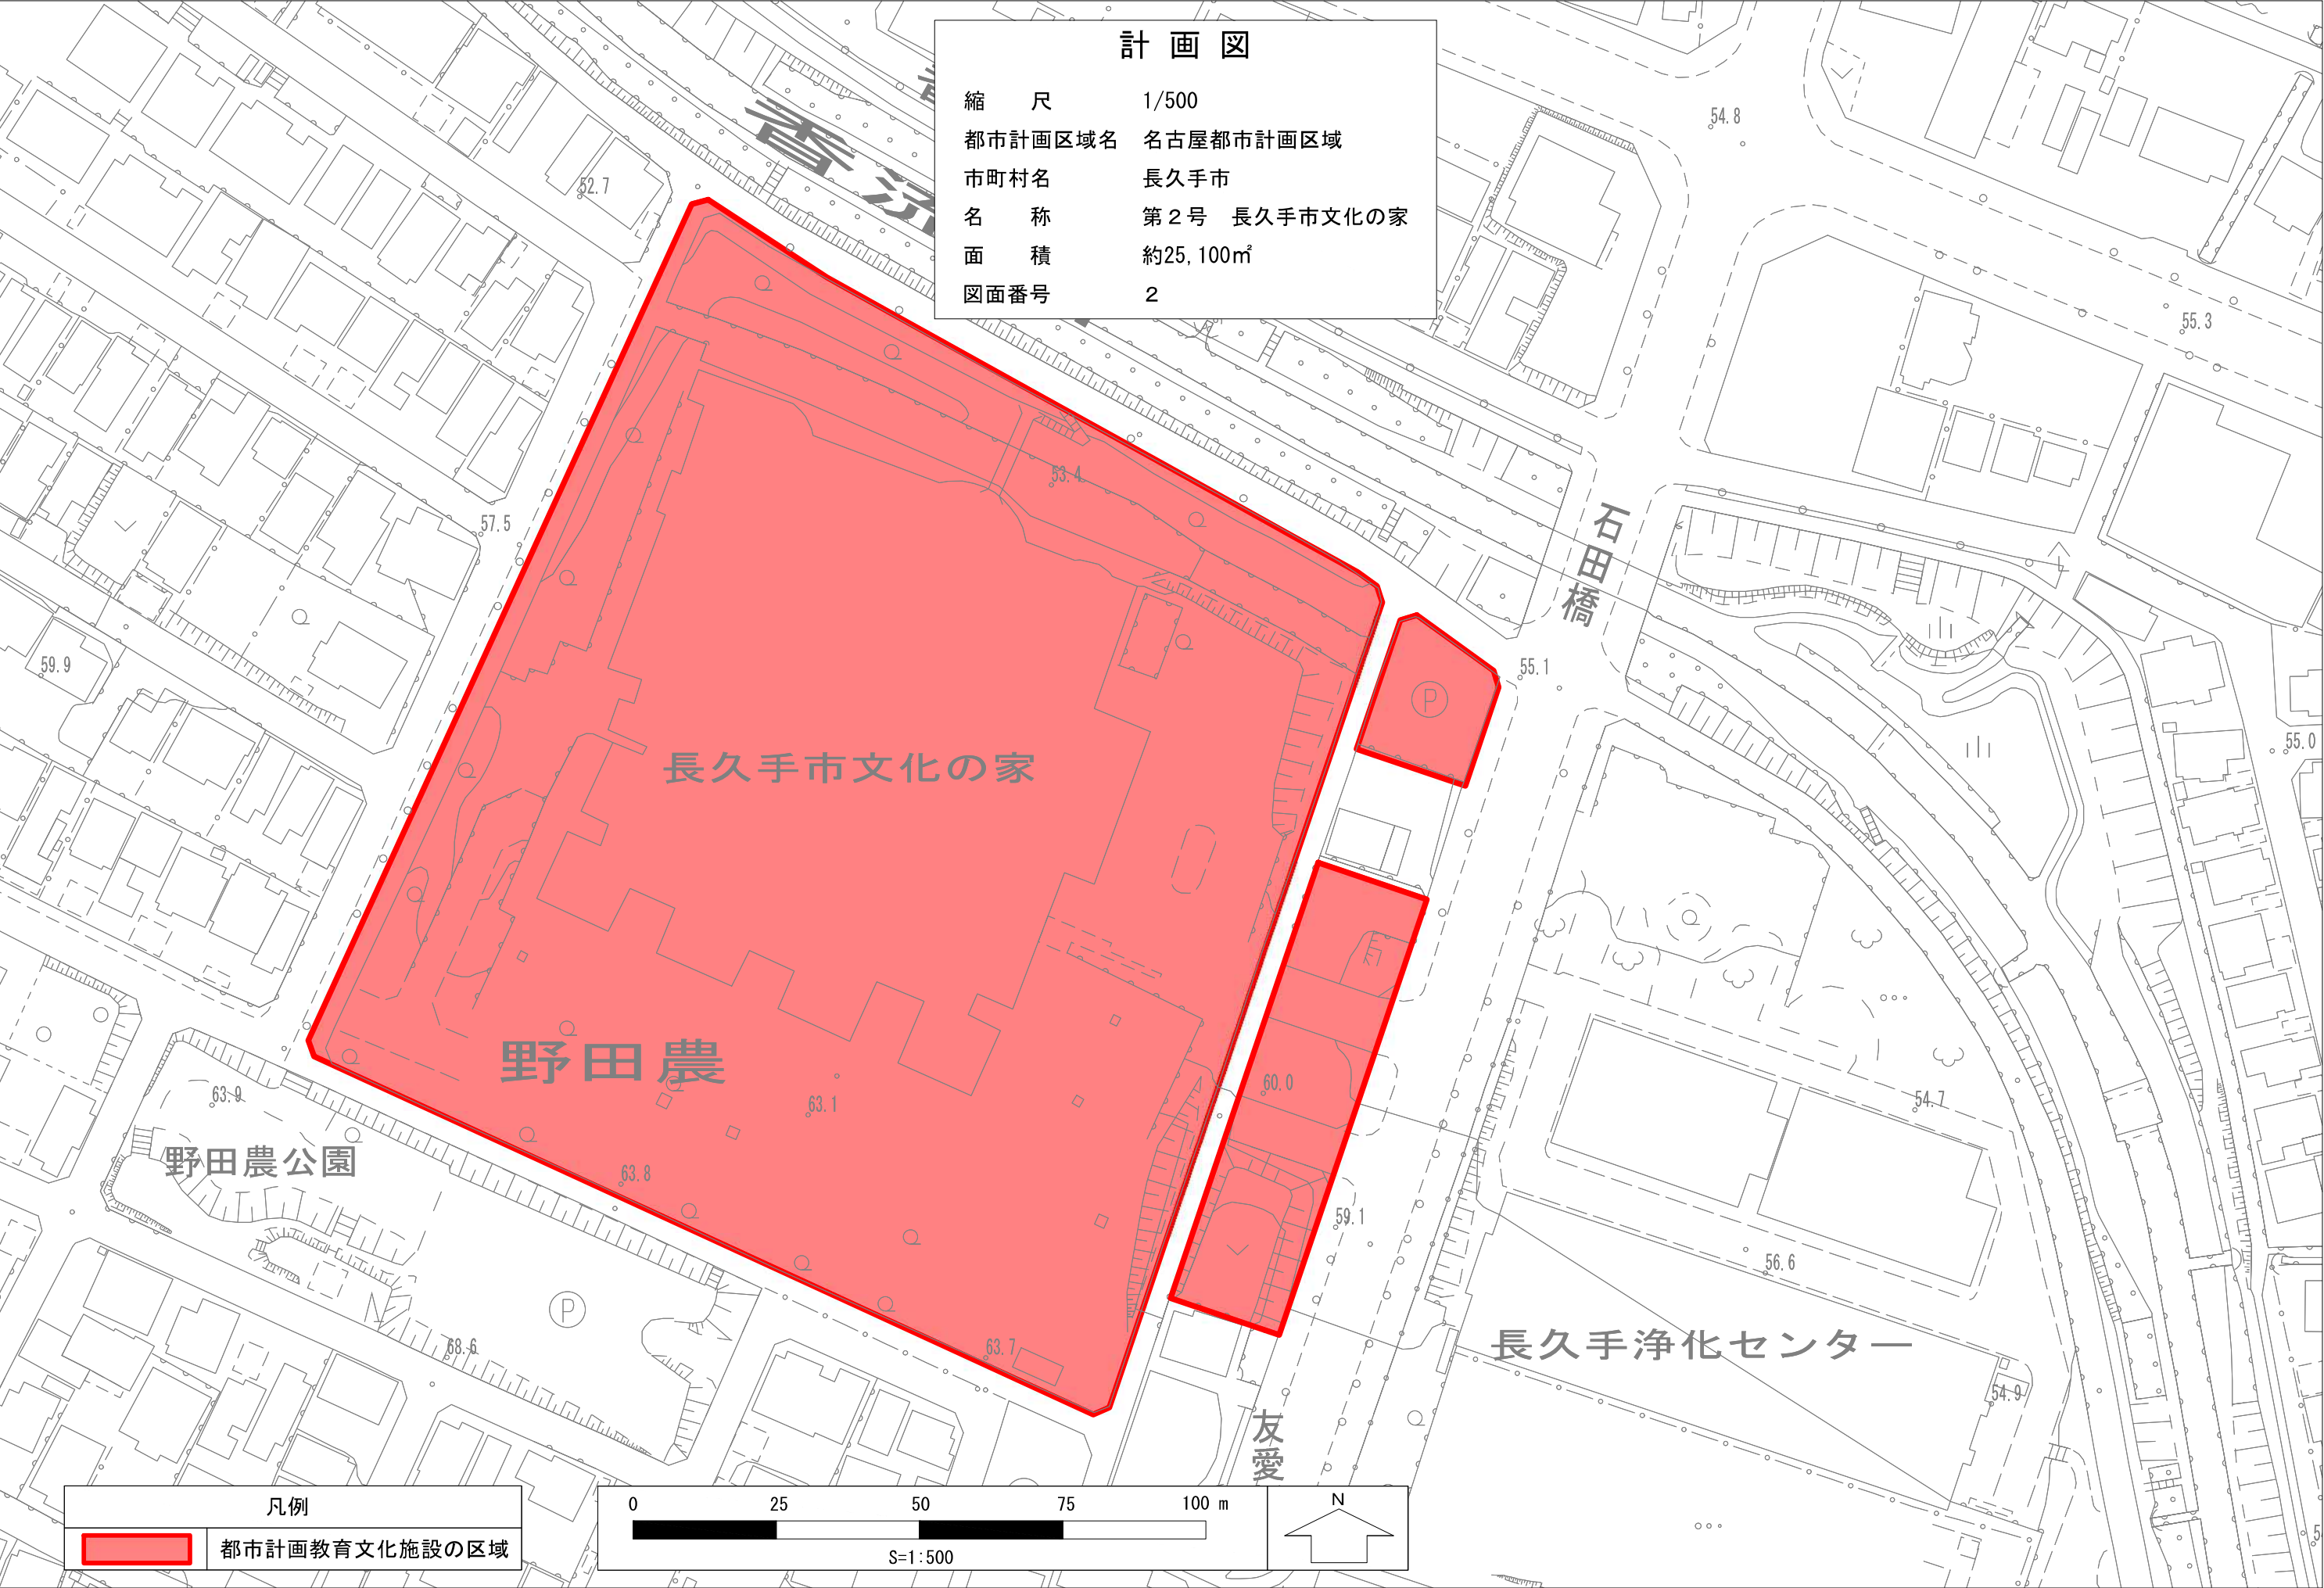 計画図
縮尺 1/500
都市計画区域名 名古屋都市計画区域
市町村名 長久手市
名称 第2号 長久手市文化の家
面積 約25,100㎡
図面番号 2
香流
54.8
52.7
55.3
53.4
57.5
石田橋
59.9
55.1
P
55.0
長久手市文化の家
野田農
60.0
63.1
63.9
54.7
野田農公園
63.8
59.1
56.6
P
68.6
63.7
長久手浄化センター
54.9
友愛
凡例
都市計画教育文化施設の区域
0 25 50 75 100 m
S=1:500
N